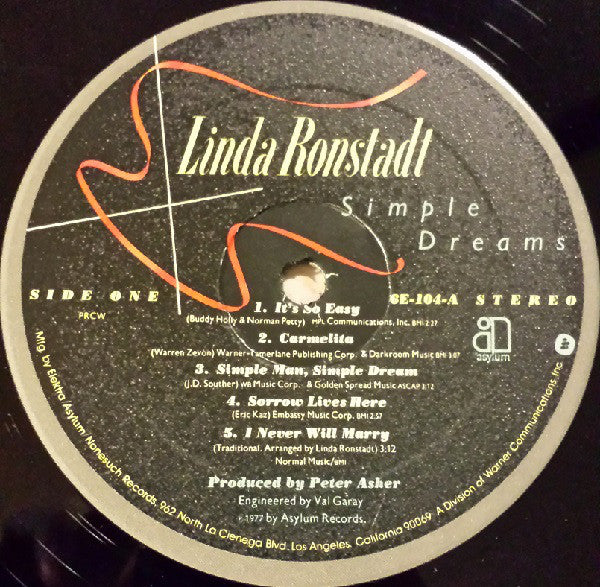 Linda Ronstadt
Simple
Dreams
SIDE ONE
PRCW
6E-104-A STEREO
asylum
1. It's So Easy
(Buddy Holly & Norman Petty) MPL Communications, Inc. BMI 2:27
2. Carmelita
(Warren Zevon) Warner-Tamerlane Publishing Corp. & Darkroom Music BMI 3:07
3. Simple Man, Simple Dream
(J.D. Souther) WB Music Corp. & Golden Spread Music ASCAP 3:12
4. Sorrow Lives Here
(Eric Kaz) Embassy Music Corp. BMI 2:57
5. I Never Will Marry
(Traditional. Arranged by Linda Ronstadt) 3:12
Normal Music/BMI
Produced by Peter Asher
Engineered by Val Garay
℗ 1977 by Asylum Records.
Mfg. by Elektra/Asylum/Nonesuch Records, 962 North La Cienega Blvd., Los Angeles, California 90069. A Division of Warner Communications Inc.